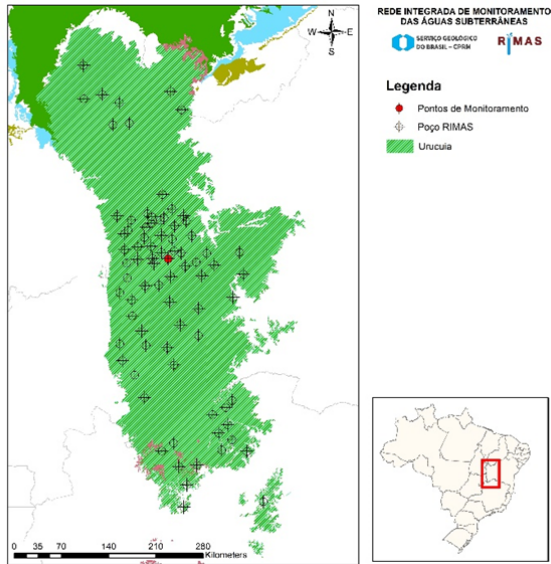 REDE INTEGRADA DE MONITORAMENTO
DAS ÁGUAS SUBTERRÂNEAS
SERVIÇO GEOLÓGICO
DO BRASIL – CPRM
RIMAS
Legenda
Pontos de Monitoramento
Poço RIMAS
Urucuia
N
W E
S
0 35 70 140 210 280
Kilometers